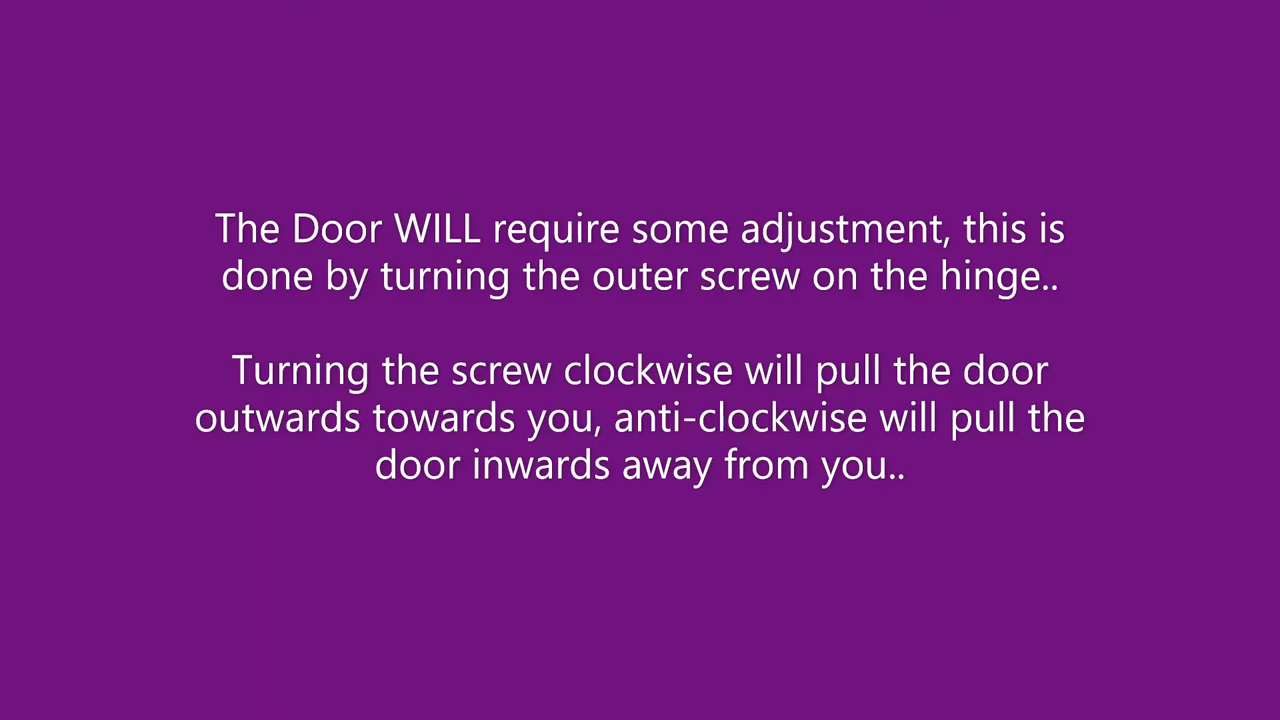 The Door WILL require some adjustment, this is
done by turning the outer screw on the hinge..
Turning the screw clockwise will pull the door
outwards towards you, anti-clockwise will pull the
door inwards away from you..